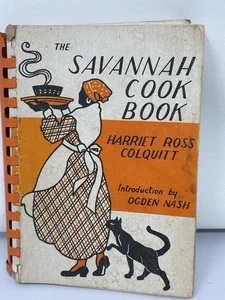 THE
SAVANNAH
COOK
BOOK
HARRIET ROSS
COLQUITT
Introduction by
OGDEN NASH